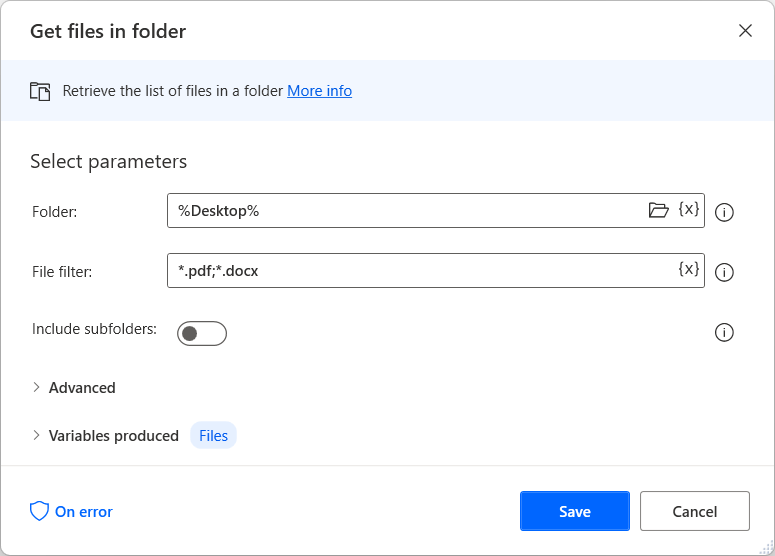 Get files in folder
Retrieve the list of files in a folder More info
Select parameters
Folder: %Desktop% {x}
File filter: *.pdf;*.docx {x}
Include subfolders:
Advanced
Variables produced Files
On error Save Cancel